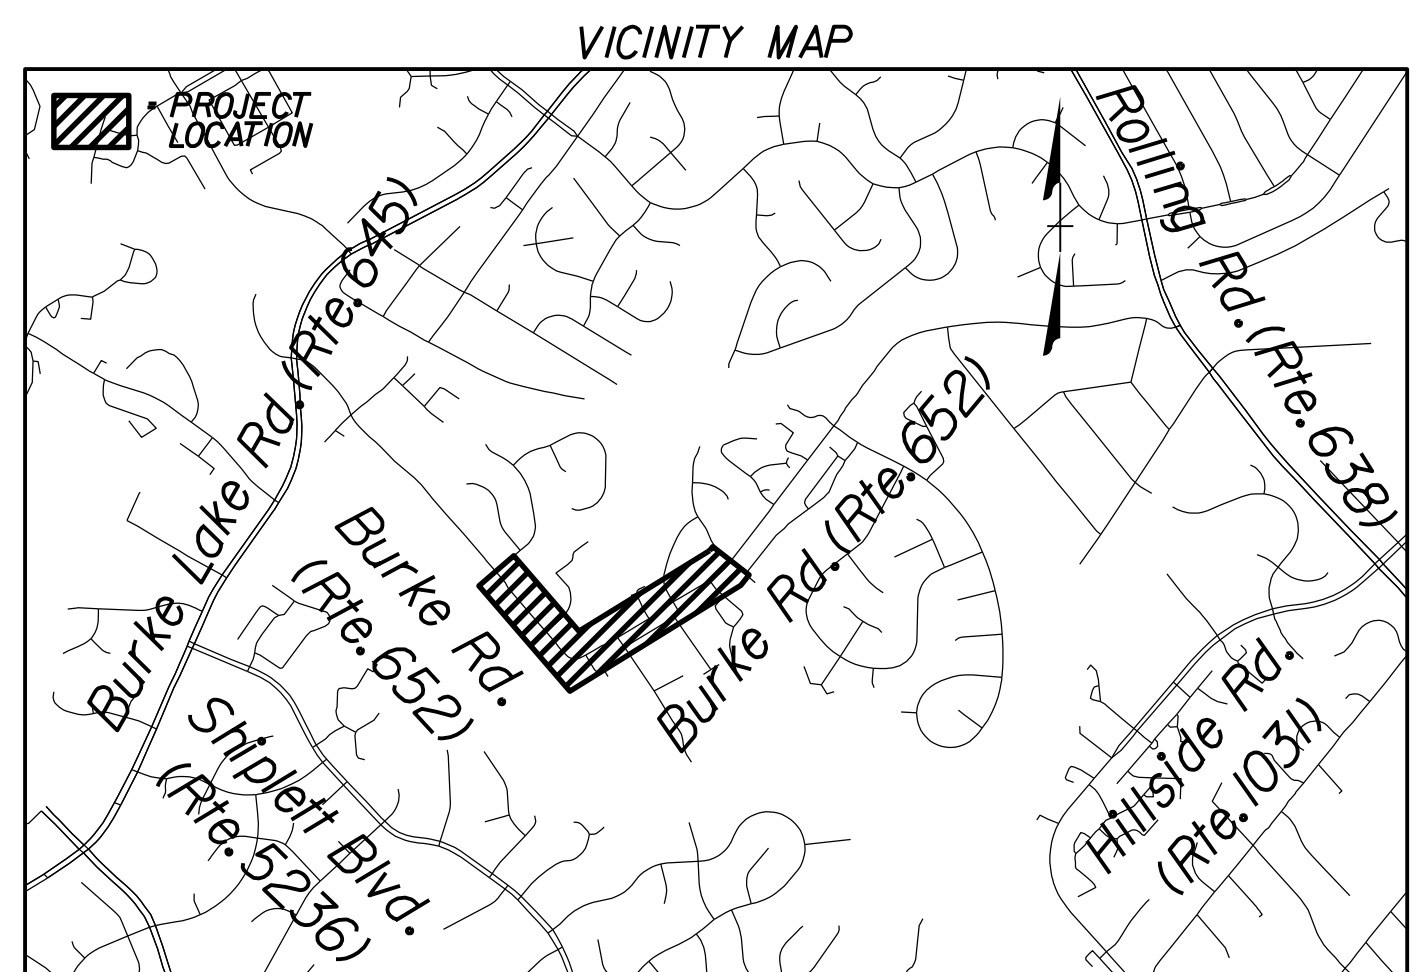 VICINITY MAP
= PROJECT
LOCATION
Rolling Rd. (Rte. 638)
Burke Lake Rd. (Rte. 645)
Burke Rd. (Rte. 652)
Burke Rd.
(Rte. 652)
Shiplett Blvd.
(Rte. 5236)
Hillside Rd.
(Rte. 1031)